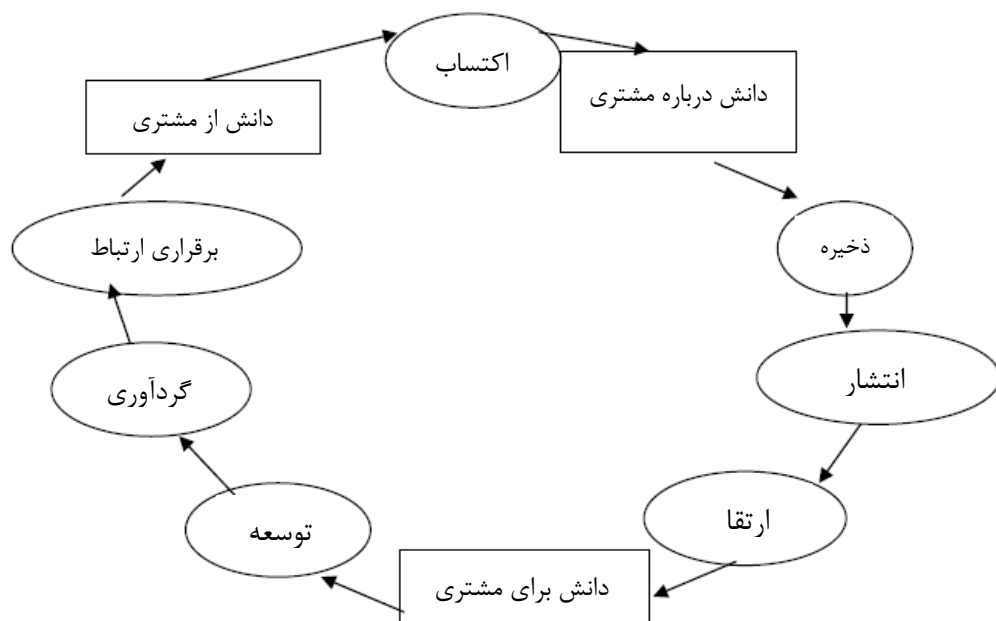 اکتساب
دانش درباره مشتری
ذخیره
انتشار
ارتقا
دانش برای مشتری
توسعه
گردآوری
برقراری ارتباط
دانش از مشتری